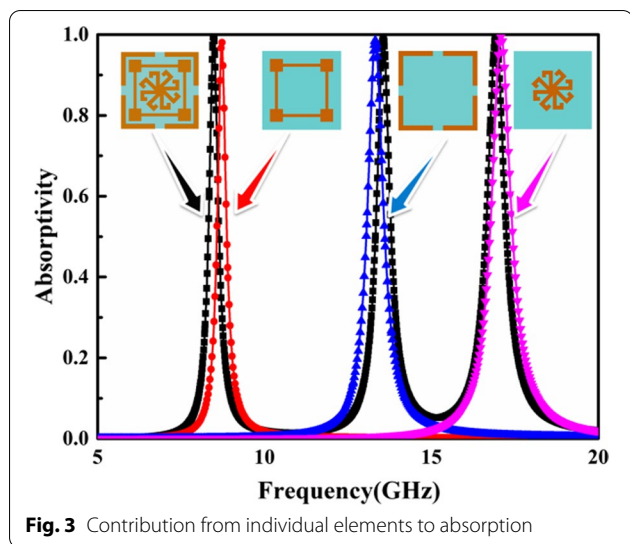 1.0
0.8
0.6
0.4
0.2
0.0
Absorptivity
5 10 15 20
Frequency(GHz)
Fig. 3 Contribution from individual elements to absorption